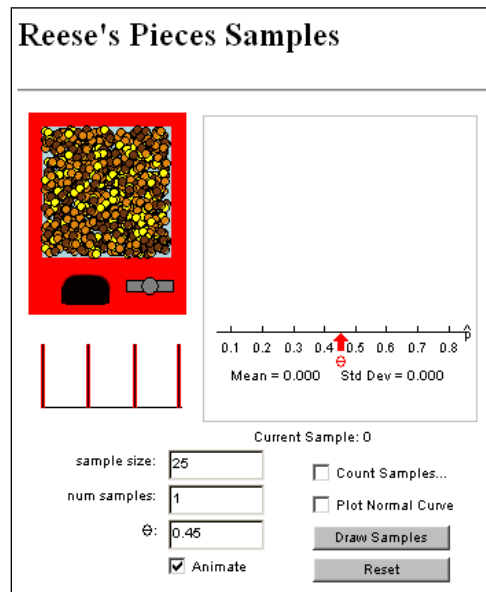 Reese's Pieces Samples
p̂
0.1 0.2 0.3 0.4 0.5 0.6 0.7 0.8
θ
Mean = 0.000 Std Dev = 0.000
Current Sample: 0
sample size: 25
Count Samples...
num samples: 1
Plot Normal Curve
θ: 0.45
Draw Samples
Animate
Reset